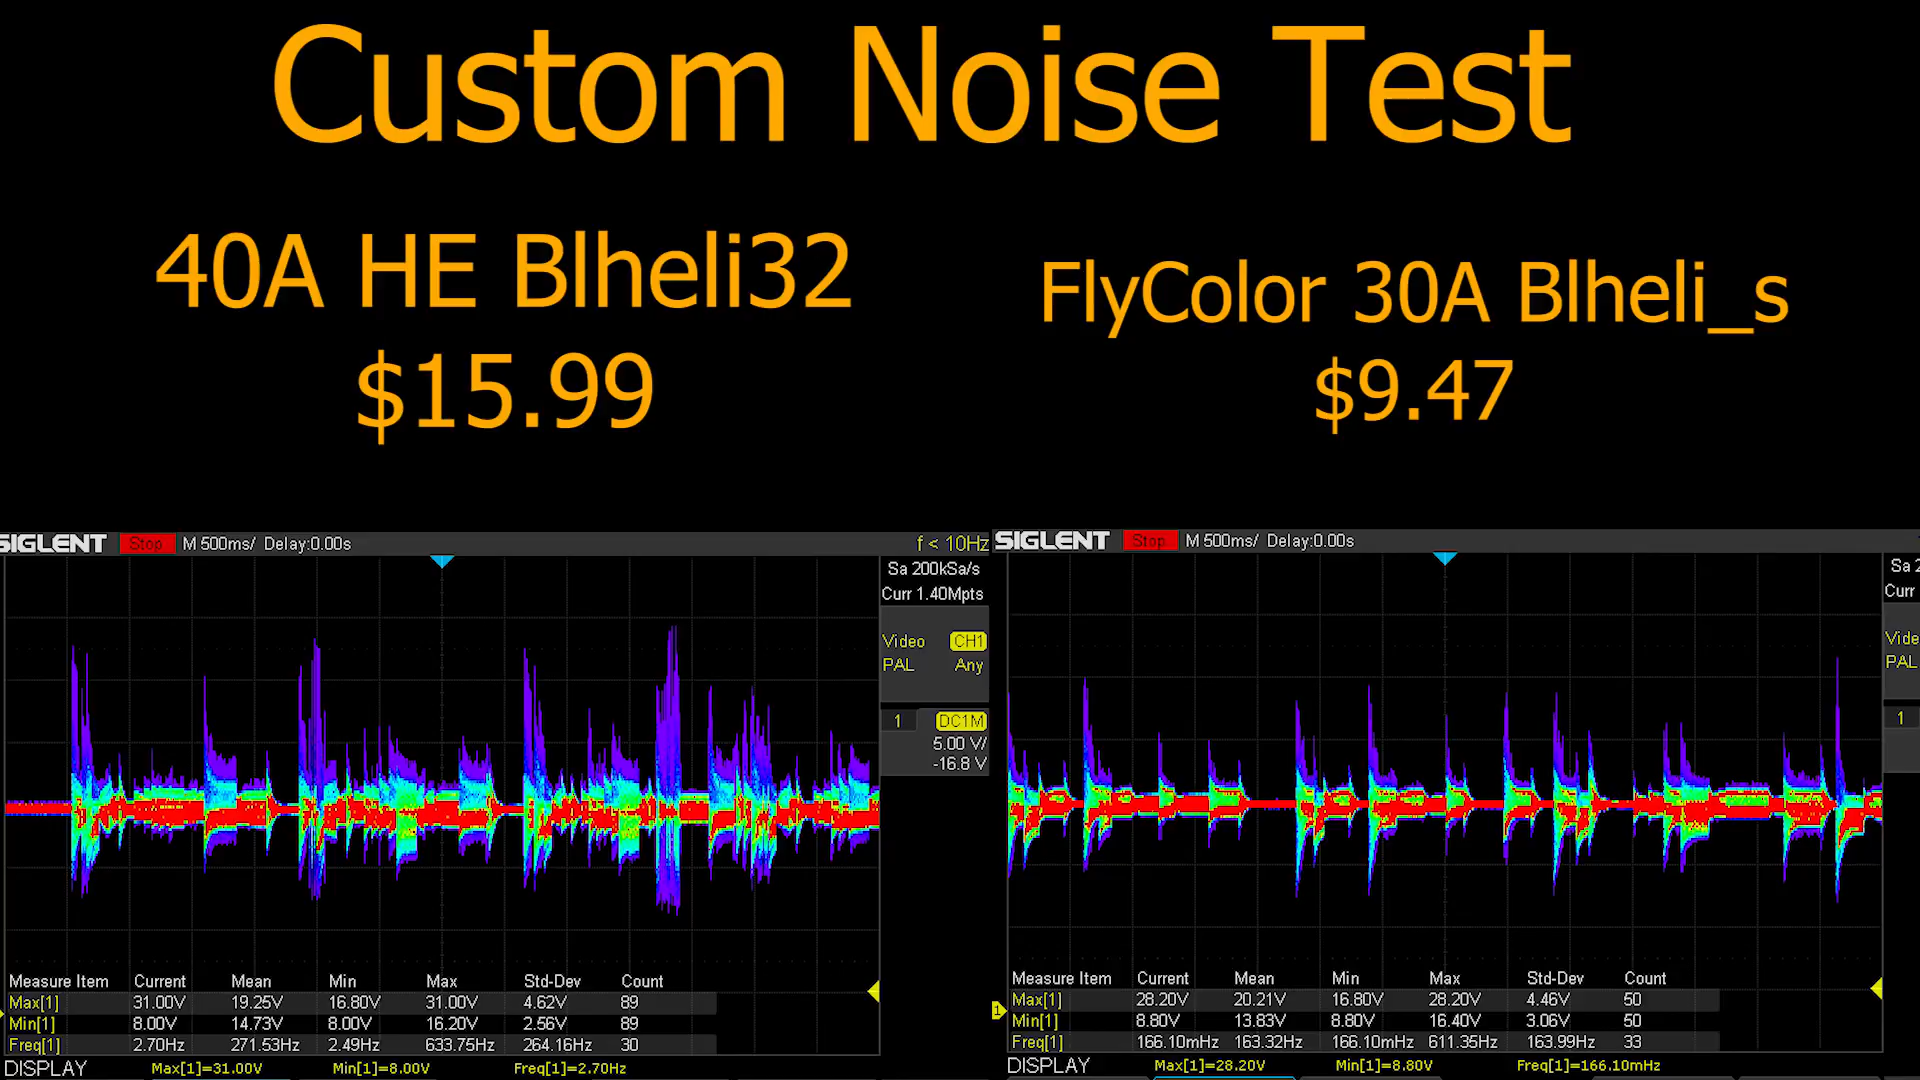 Custom Noise Test
40A HE Blheli32
$15.99
FlyColor 30A Blheli_s
$9.47
SIGLENT Stop M 500ms/ Delay:0.00s f < 10Hz
Sa 200kSa/s
Curr 1.40Mpts
Video CH1
PAL Any
1 DC1M
5.00 V/
-16.8 V
Measure Item Current Mean Min Max Std-Dev Count
Max[1] 31.00V 19.25V 16.80V 31.00V 4.62V 89
Min[1] 8.00V 14.73V 8.00V 16.20V 2.56V 89
Freq[1] 2.70Hz 271.53Hz 2.49Hz 633.75Hz 264.16Hz 30
DISPLAY Max[1]=31.00V Min[1]=8.00V Freq[1]=2.70Hz
SIGLENT Stop M 500ms/ Delay:0.00s
Sa 2
Curr
Vide
PAL
1
1
Measure Item Current Mean Min Max Std-Dev Count
Max[1] 28.20V 20.21V 16.80V 28.20V 4.46V 50
Min[1] 8.80V 13.83V 8.80V 16.40V 3.06V 50
Freq[1] 166.10mHz 163.32Hz 166.10mHz 611.35Hz 163.99Hz 33
DISPLAY Max[1]=28.20V Min[1]=8.80V Freq[1]=166.10mHz